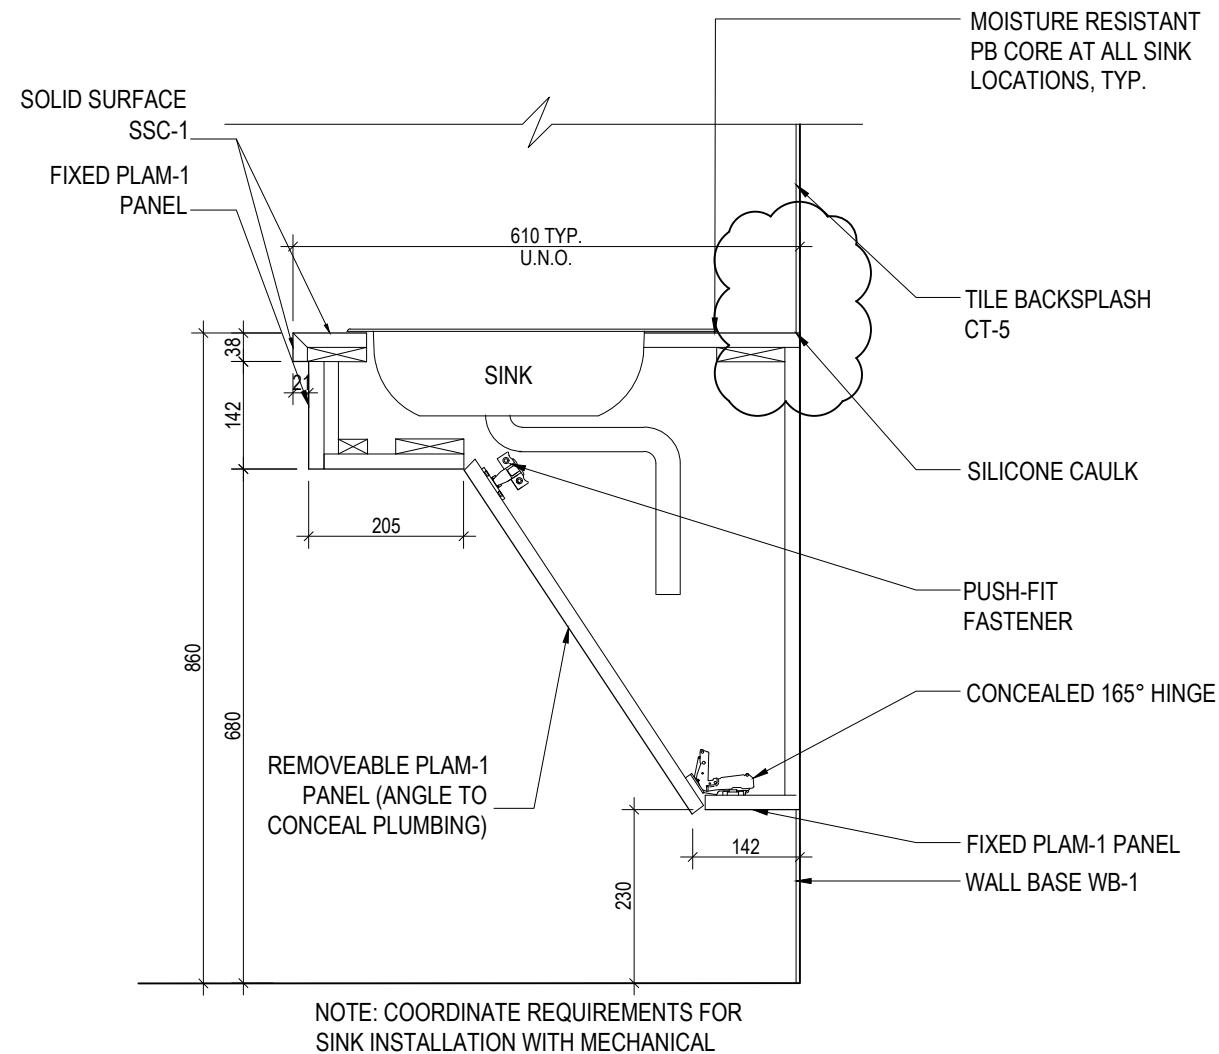 MOISTURE RESISTANT
PB CORE AT ALL SINK
LOCATIONS, TYP.
SOLID SURFACE
SSC-1
FIXED PLAM-1
PANEL
610 TYP.
U.N.O.
TILE BACKSPLASH
CT-5
38
SINK
21
142
SILICONE CAULK
205
PUSH-FIT
FASTENER
860
680
CONCEALED 165° HINGE
REMOVEABLE PLAM-1
PANEL (ANGLE TO
CONCEAL PLUMBING)
142
FIXED PLAM-1 PANEL
WALL BASE WB-1
230
NOTE: COORDINATE REQUIREMENTS FOR
SINK INSTALLATION WITH MECHANICAL